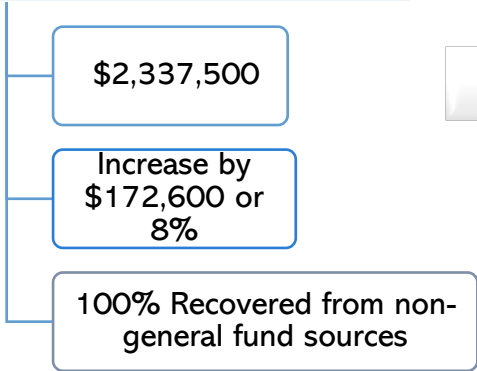 $2,337,500
Increase by
$172,600 or
8%
100% Recovered from non-
general fund sources